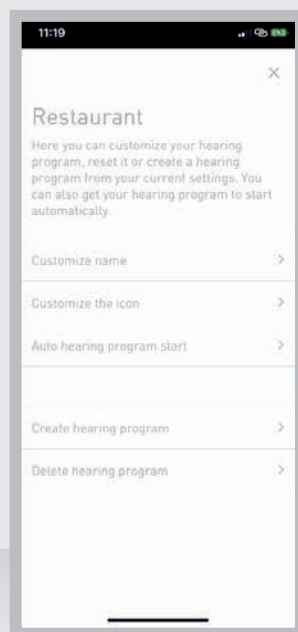 11:19
Restaurant
Here you can customize your hearing
program, reset it or create a hearing
program from your current settings. You
can also get your hearing program to start
automatically.
Customize name
Customize the icon
Auto hearing program start
Create hearing program
Delete hearing program